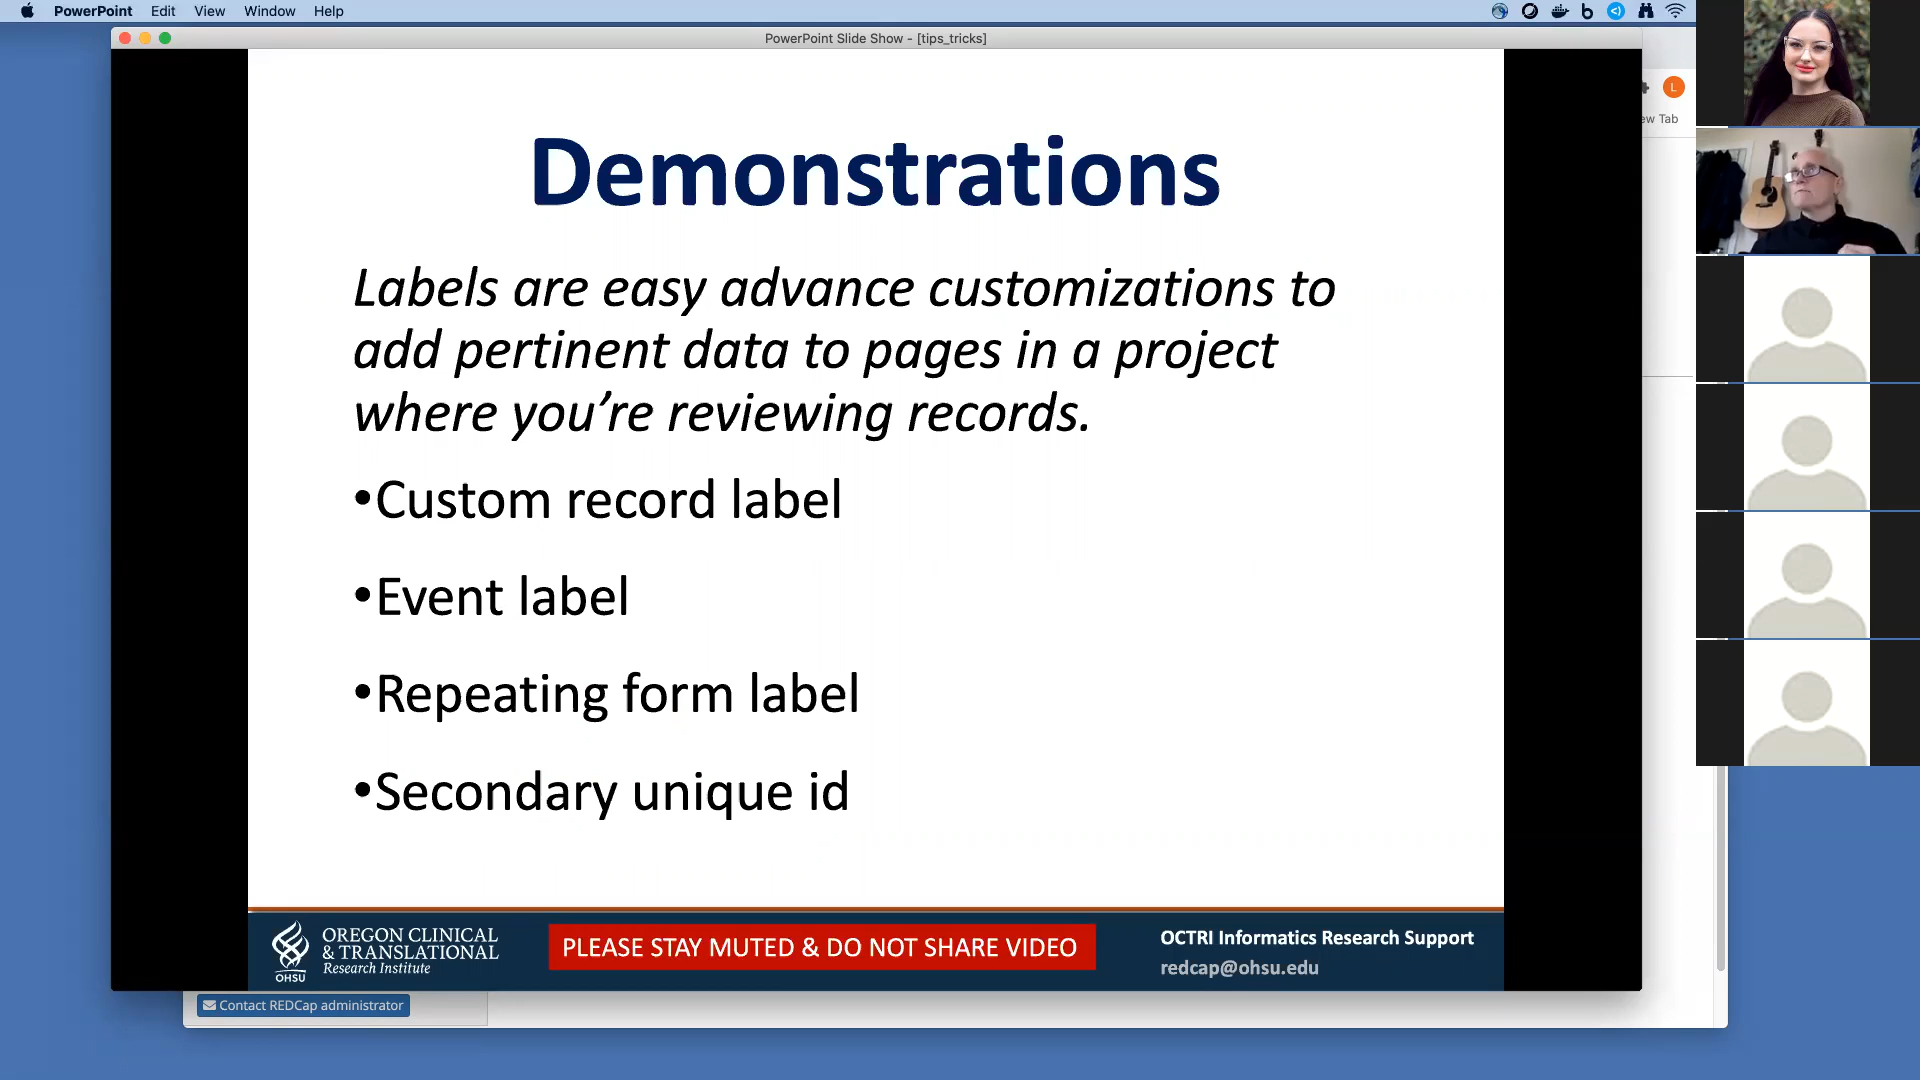 PowerPoint Edit View Window Help
PowerPoint Slide Show - [tips_tricks]
L
ew Tab
Demonstrations
Labels are easy advance customizations to
add pertinent data to pages in a project
where you’re reviewing records.
•Custom record label
•Event label
•Repeating form label
•Secondary unique id
OREGON CLINICAL
& TRANSLATIONAL
Research Institute
OHSU
PLEASE STAY MUTED & DO NOT SHARE VIDEO
OCTRI Informatics Research Support
redcap@ohsu.edu
Contact REDCap administrator